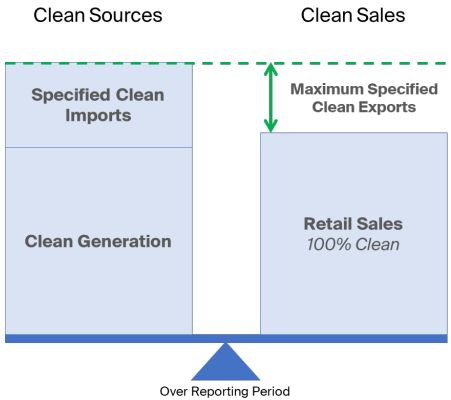 Clean Sources
Clean Sales
Specified Clean
Imports
Maximum Specified
Clean Exports
Clean Generation
Retail Sales
100% Clean
Over Reporting Period